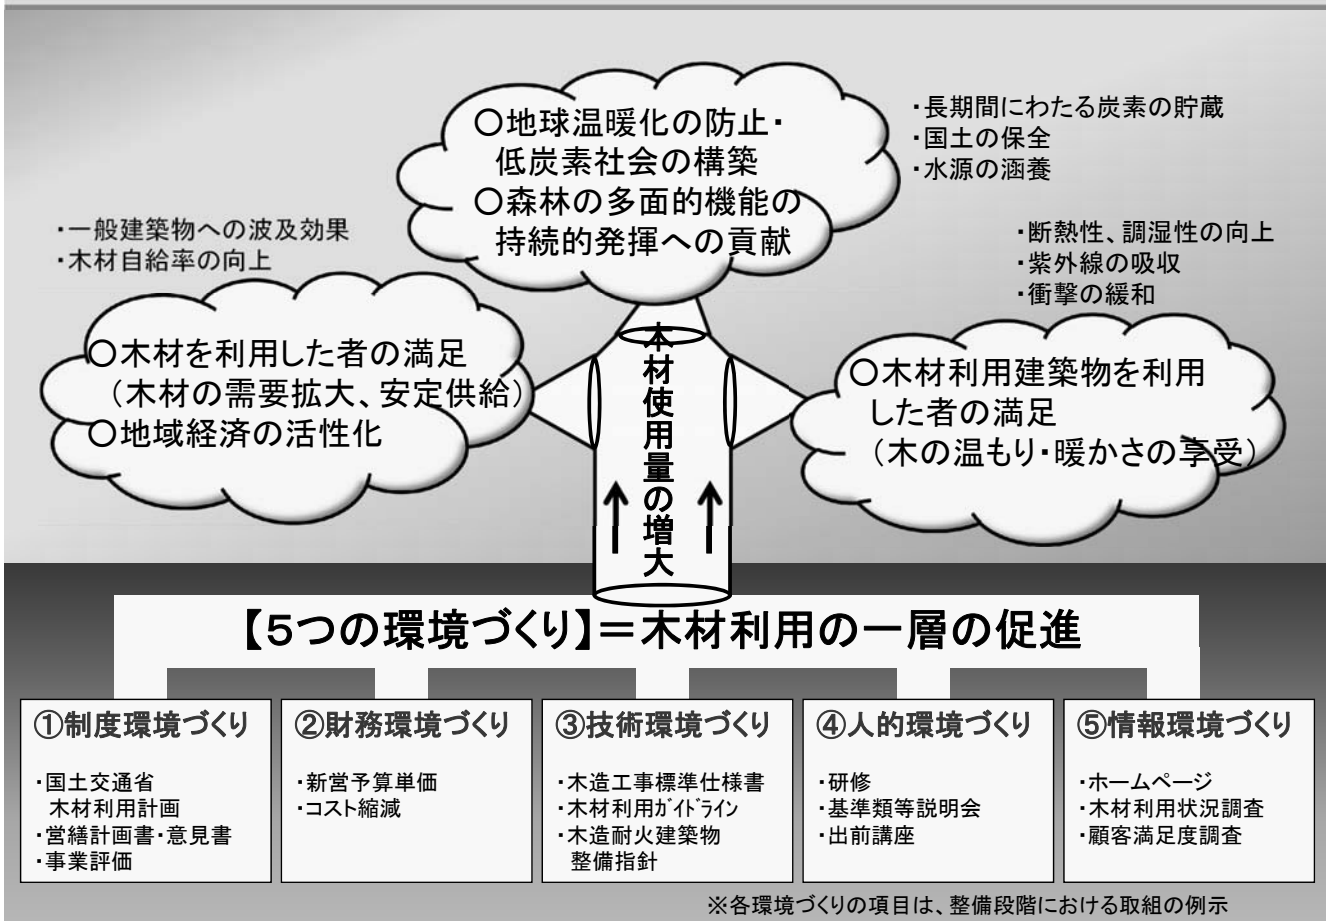 ○地球温暖化の防止・
低炭素社会の構築
○森林の多面的機能の
持続的発揮への貢献
・長期間にわたる炭素の貯蔵
・国土の保全
・水源の涵養
・一般建築物への波及効果
・木材自給率の向上
・断熱性、調湿性の向上
・紫外線の吸収
・衝撃の緩和
○木材を利用した者の満足
（木材の需要拡大、安定供給）
○地域経済の活性化
木材使用量の増大
○木材利用建築物を利用
した者の満足
（木の温もり・暖かさの享受）
【５つの環境づくり】＝木材利用の一層の促進
①制度環境づくり
・国土交通省
木材利用計画
・営繕計画書・意見書
・事業評価
②財務環境づくり
・新営予算単価
・コスト縮減
③技術環境づくり
・木造工事標準仕様書
・木材利用ｶﾞｲﾄﾞﾗｲﾝ
・木造耐火建築物
整備指針
④人的環境づくり
・研修
・基準類等説明会
・出前講座
⑤情報環境づくり
・ホームページ
・木材利用状況調査
・顧客満足度調査
※各環境づくりの項目は、整備段階における取組の例示